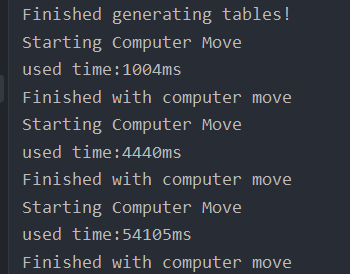 Finished generating tables!
Starting Computer Move
used time:1004ms
Finished with computer move
Starting Computer Move
used time:4440ms
Finished with computer move
Starting Computer Move
used time:54105ms
Finished with computer move